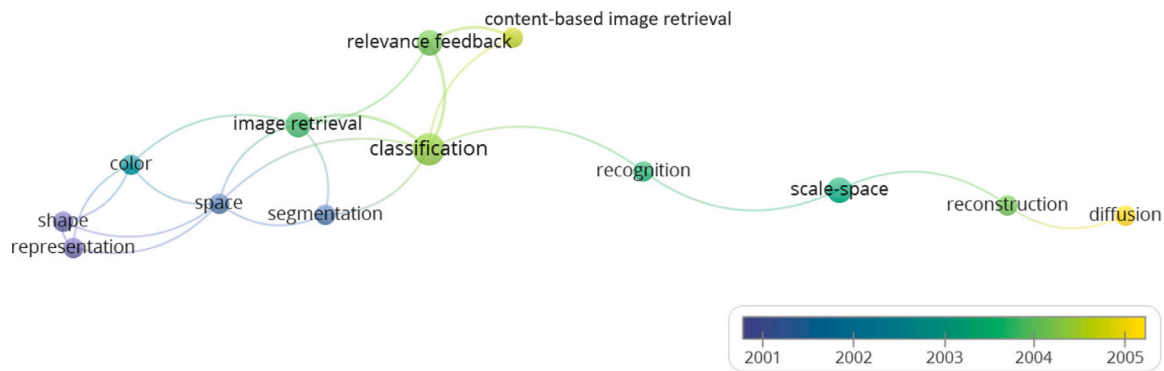 content-based image retrieval
relevance feedback
image retrieval
classification
color
recognition
scale-space
space
segmentation
reconstruction
diffusion
shape
representation
2001 2002 2003 2004 2005